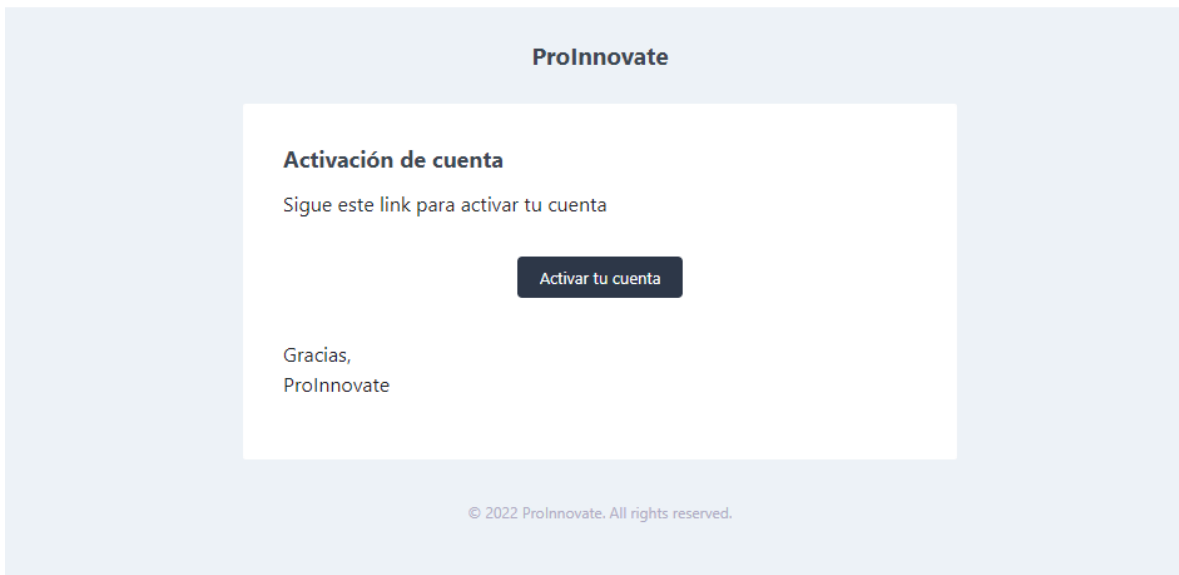 ProInnovate
Activación de cuenta
Sigue este link para activar tu cuenta
Activar tu cuenta
Gracias,
ProInnovate
© 2022 ProInnovate. All rights reserved.